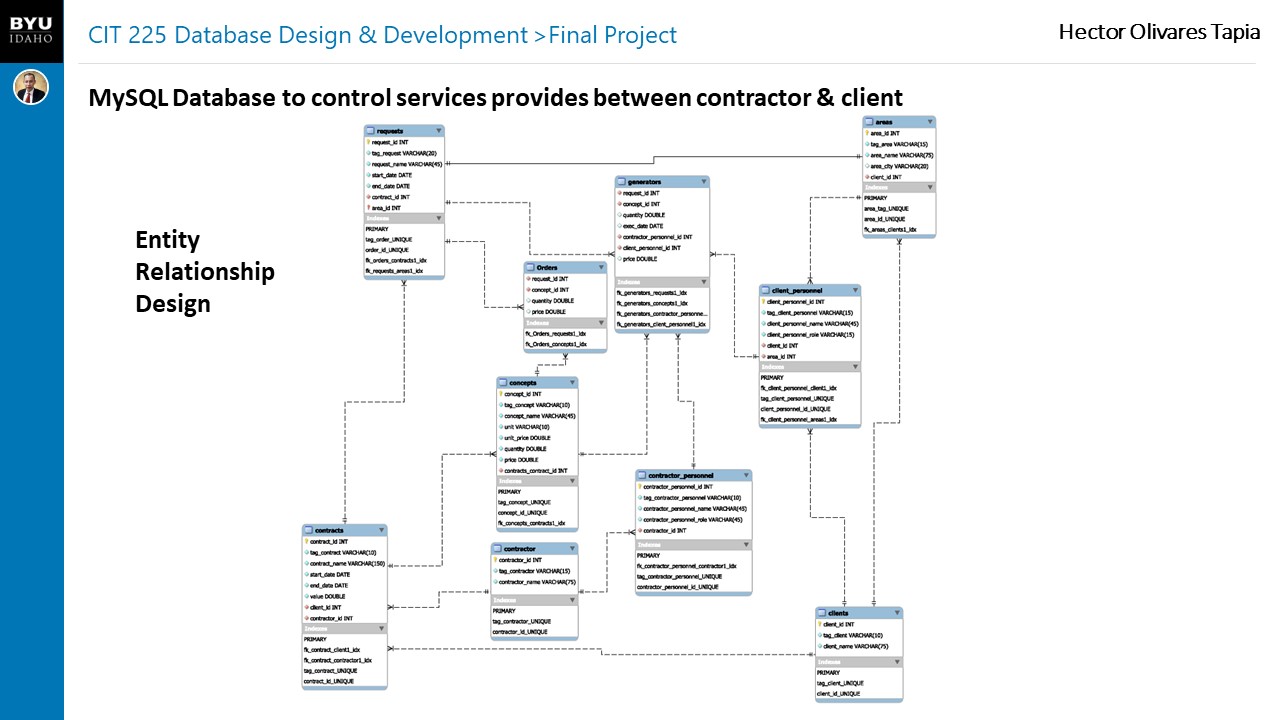 BYU
IDAHO
CIT 225 Database Design & Development >Final Project
Hector Olivares Tapia
MySQL Database to control services provides between contractor & client
Entity
Relationship
Design
requests
request_id INT
tag_request VARCHAR(20)
request_name VARCHAR(45)
start_date DATE
end_date DATE
contract_id INT
area_id INT
Indexes
PRIMARY
tag_order_UNIQUE
order_id_UNIQUE
fk_orders_contracts1_idx
fk_requests_areas1_idx
areas
area_id INT
tag_area VARCHAR(15)
area_name VARCHAR(75)
area_city VARCHAR(20)
client_id INT
Indexes
PRIMARY
area_tag_UNIQUE
area_id_UNIQUE
fk_areas_clients1_idx
generators
request_id INT
concept_id INT
quantity DOUBLE
exec_date DATE
contractor_personnel_id INT
client_personnel_id INT
price DOUBLE
Indexes
fk_generators_requests1_idx
fk_generators_concepts1_idx
fk_generators_contractor_personne...
fk_generators_client_personnel1_idx
Orders
request_id INT
concept_id INT
quantity DOUBLE
price DOUBLE
Indexes
fk_Orders_requests1_idx
fk_Orders_concepts1_idx
client_personnel
client_personnel_id INT
tag_client_personnel VARCHAR(15)
client_personnel_name VARCHAR(45)
client_personnel_role VARCHAR(15)
client_id INT
area_id INT
Indexes
PRIMARY
fk_client_personnel_client1_idx
tag_client_personnel_UNIQUE
client_personnel_id_UNIQUE
fk_client_personnel_areas1_idx
concepts
concept_id INT
tag_concept VARCHAR(10)
concept_name VARCHAR(45)
unit VARCHAR(10)
unit_price DOUBLE
quantity DOUBLE
price DOUBLE
contracts_contract_id INT
Indexes
PRIMARY
tag_concept_UNIQUE
concept_id_UNIQUE
fk_concepts_contracts1_idx
contractor_personnel
contractor_personnel_id INT
tag_contractor_personnel VARCHAR(10)
contractor_personnel_name VARCHAR(45)
contractor_personnel_role VARCHAR(45)
contractor_id INT
Indexes
PRIMARY
fk_contractor_personnel_contractor1_idx
tag_contractor_personnel_UNIQUE
contractor_personnel_id_UNIQUE
contracts
contract_id INT
tag_contract VARCHAR(10)
contract_name VARCHAR(150)
start_date DATE
end_date DATE
value DOUBLE
client_id INT
contractor_id INT
Indexes
PRIMARY
fk_contract_client1_idx
fk_contract_contractor1_idx
tag_contract_UNIQUE
contract_id_UNIQUE
contractor
contractor_id INT
tag_contractor VARCHAR(15)
contractor_name VARCHAR(75)
Indexes
PRIMARY
tag_contractor_UNIQUE
contractor_id_UNIQUE
clients
client_id INT
tag_client VARCHAR(10)
client_name VARCHAR(75)
Indexes
PRIMARY
tag_client_UNIQUE
client_id_UNIQUE